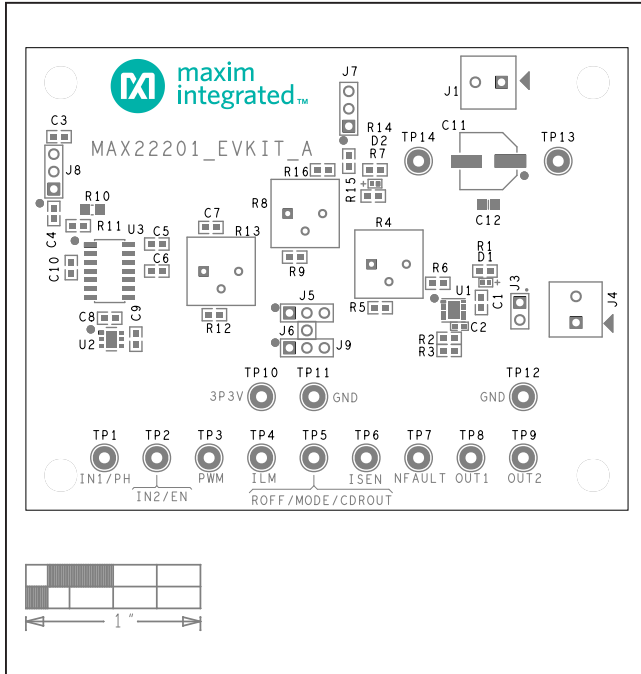 maxim
integrated™
MAX22201_EVKIT_A
J7
J1
C3
J8
R14
D2
R7
TP14
C11
TP13
R15
R16
C12
R10
R8
C4
R11
U3
C5
C7
R13
R4
C10
C6
R9
R6
R1
D1
J3
J4
U1
C1
C8
C9
R12
J5
R5
C2
U2
J6
J9
R2
R3
TP10
TP11
TP12
3P3V
GND
GND
TP1
TP2
TP3
TP4
TP5
TP6
TP7
TP8
TP9
IN1/PH
PWM
ILM
ISEN
NFAULT
OUT1
OUT2
IN2/EN
ROFF/MODE/CDROUT
1"